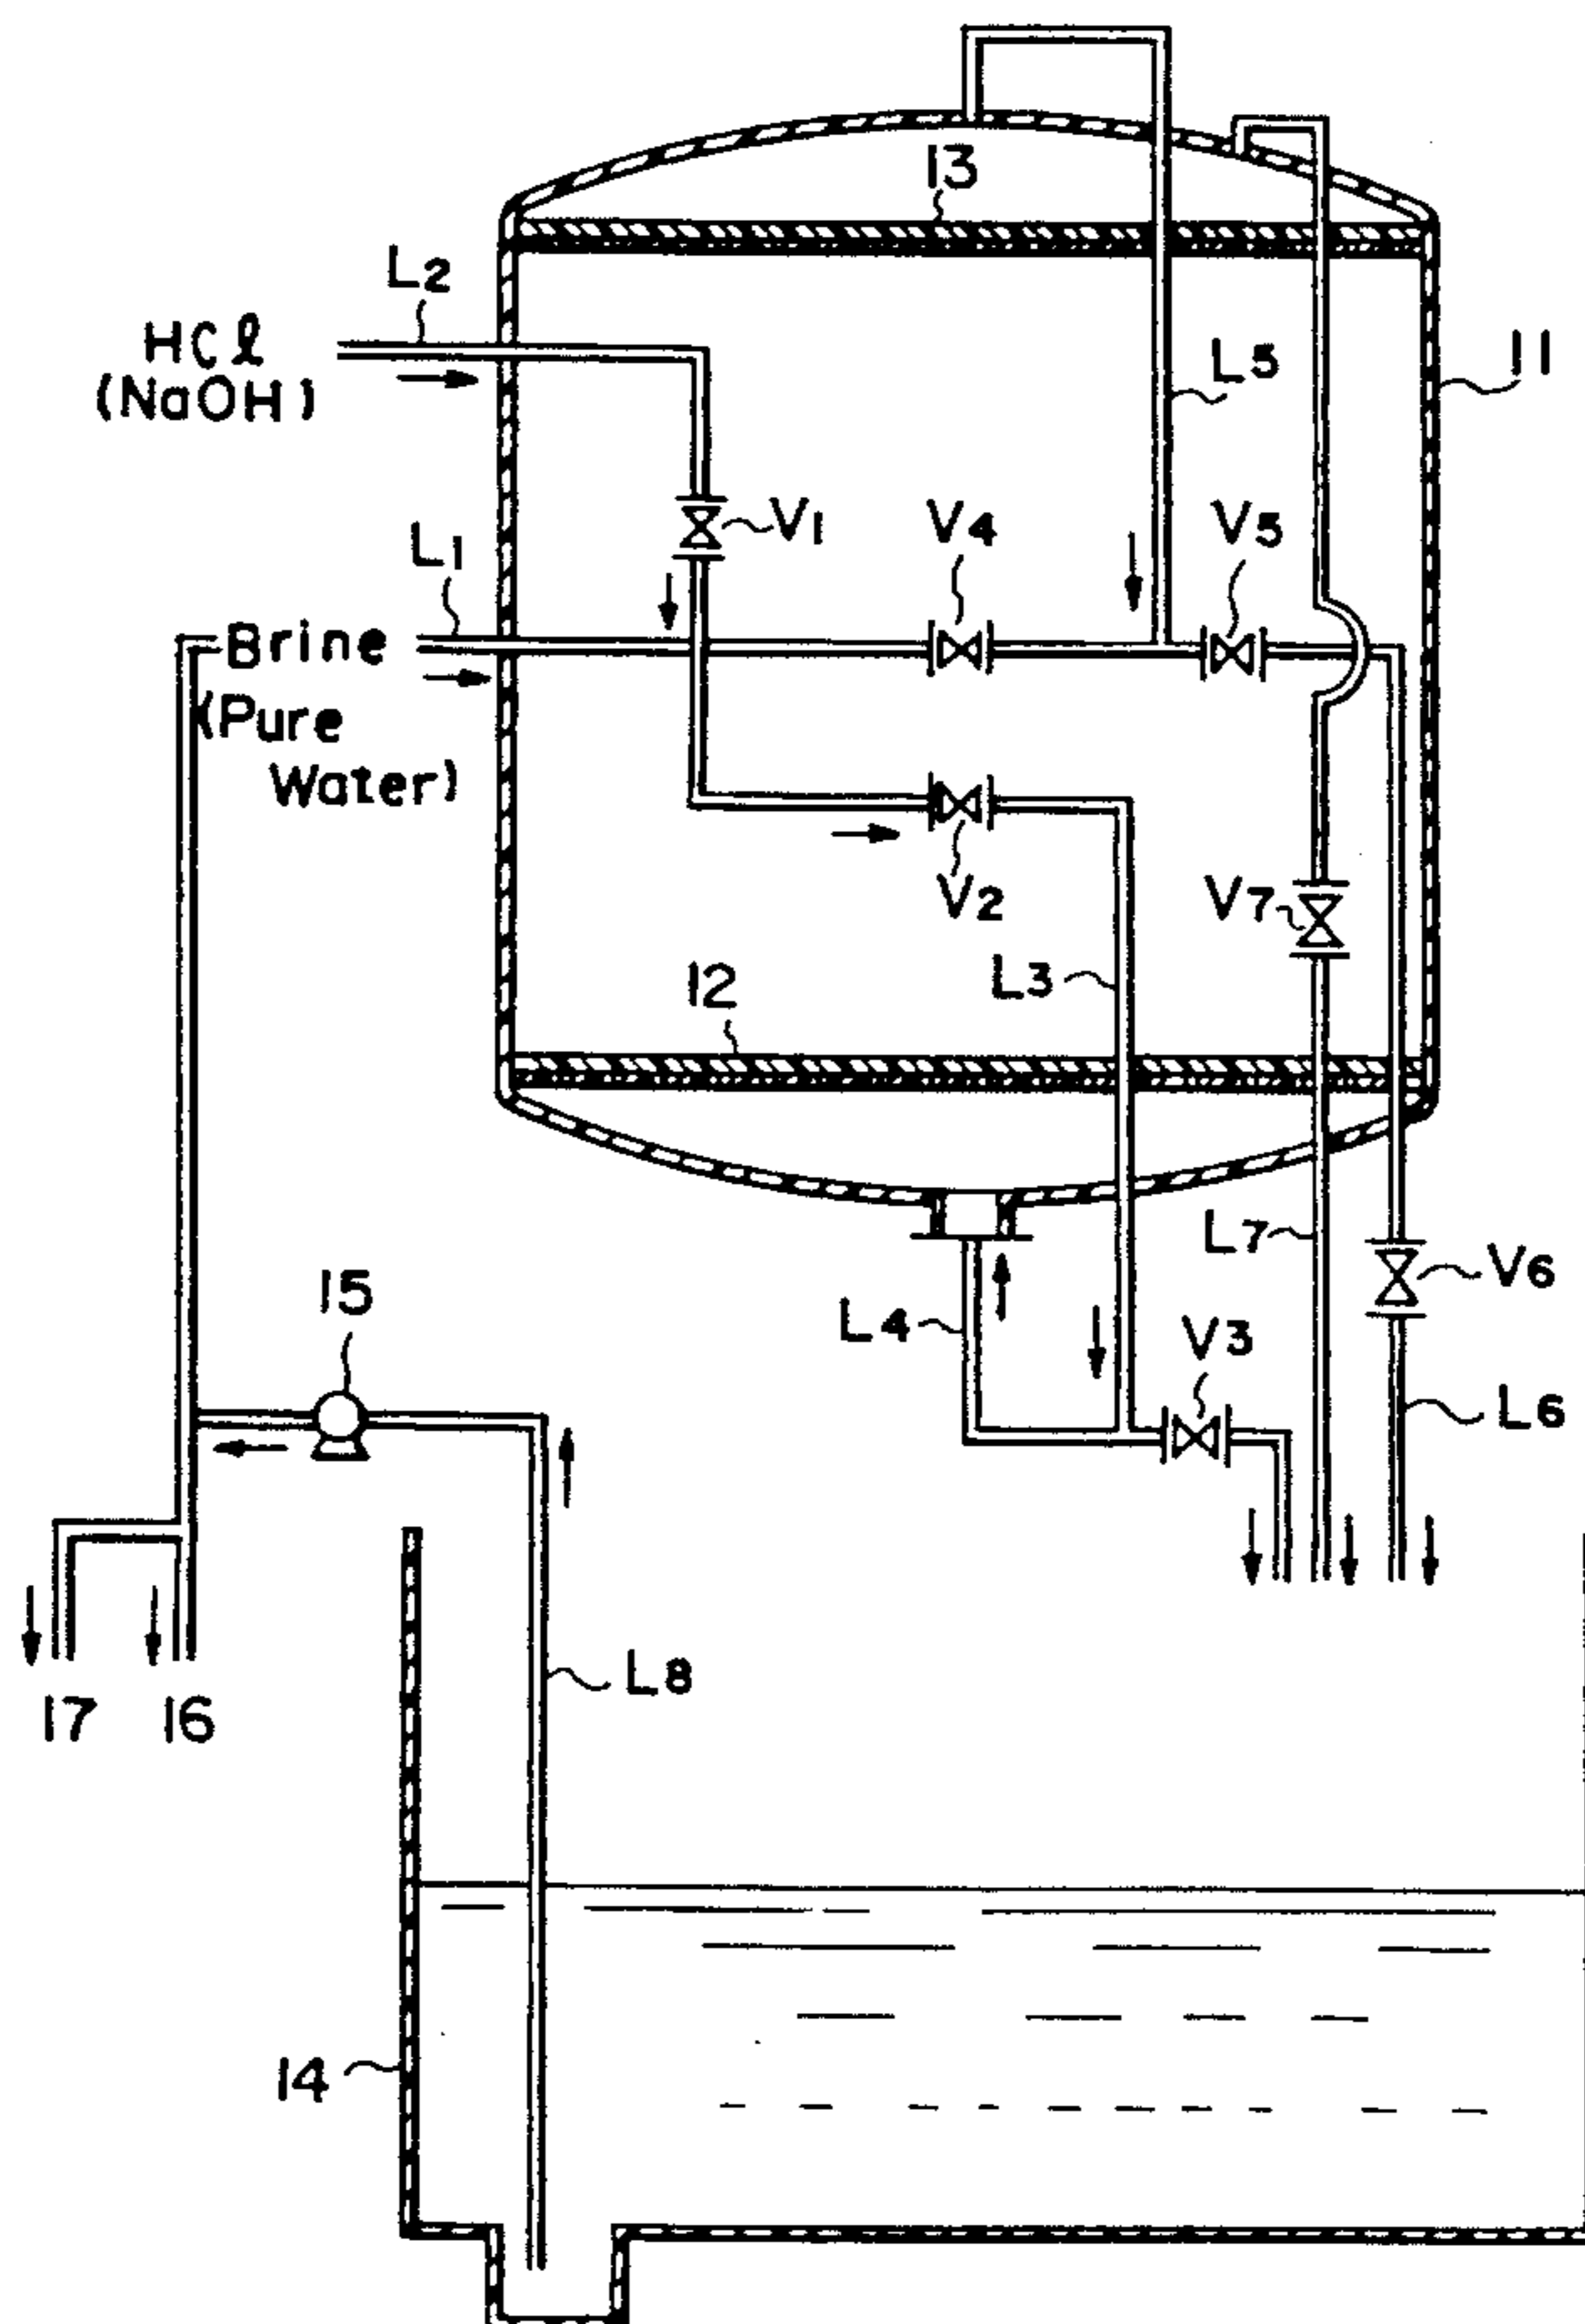 13
L2
HCl
(NaOH)
L5
11
V1
V4
V5
L1
Brine
(Pure
Water)
V2
V7
12
L3
L7
V6
15
L4
V3
L6
L8
17
16
14